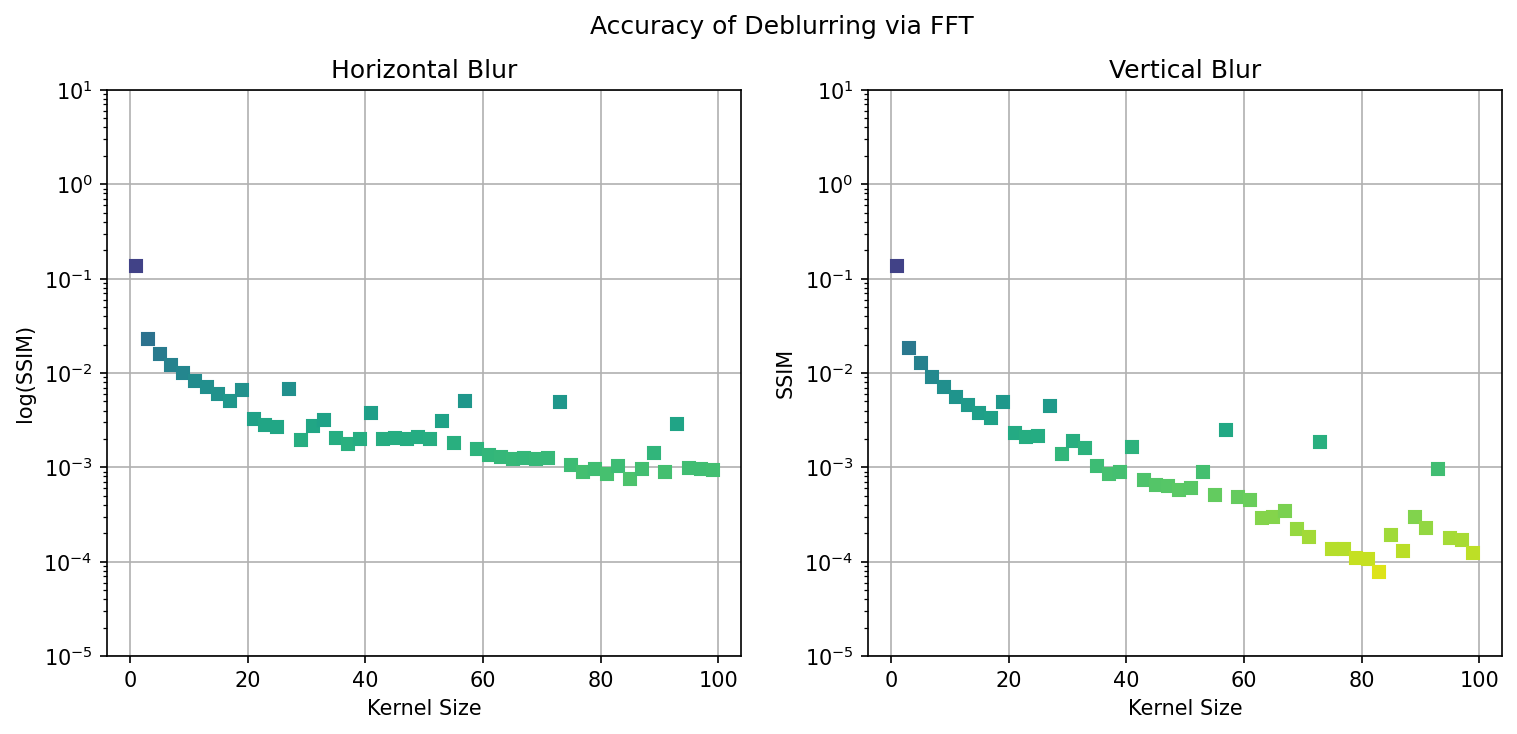 Accuracy of Deblurring via FFT
Horizontal Blur
10¹
10⁰
10⁻¹
10⁻²
10⁻³
10⁻⁴
10⁻⁵
log(SSIM)
0 20 40 60 80 100
Kernel Size
Vertical Blur
10¹
10⁰
10⁻¹
10⁻²
10⁻³
10⁻⁴
10⁻⁵
SSIM
0 20 40 60 80 100
Kernel Size